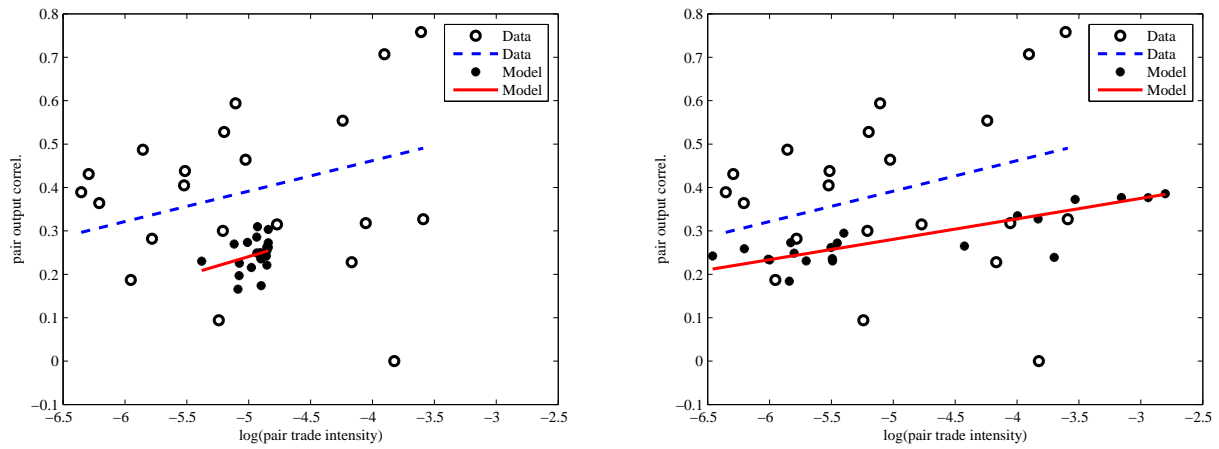 0.8
0.7
0.6
0.5
0.4
0.3
0.2
0.1
0
−0.1
pair output correl.
−6.5 −6 −5.5 −5 −4.5 −4 −3.5 −3 −2.5
log(pair trade intensity)
Data
Data
Model
Model
0.8
0.7
0.6
0.5
0.4
0.3
0.2
0.1
0
−0.1
pair output correl.
−6.5 −6 −5.5 −5 −4.5 −4 −3.5 −3 −2.5
log(pair trade intensity)
Data
Data
Model
Model